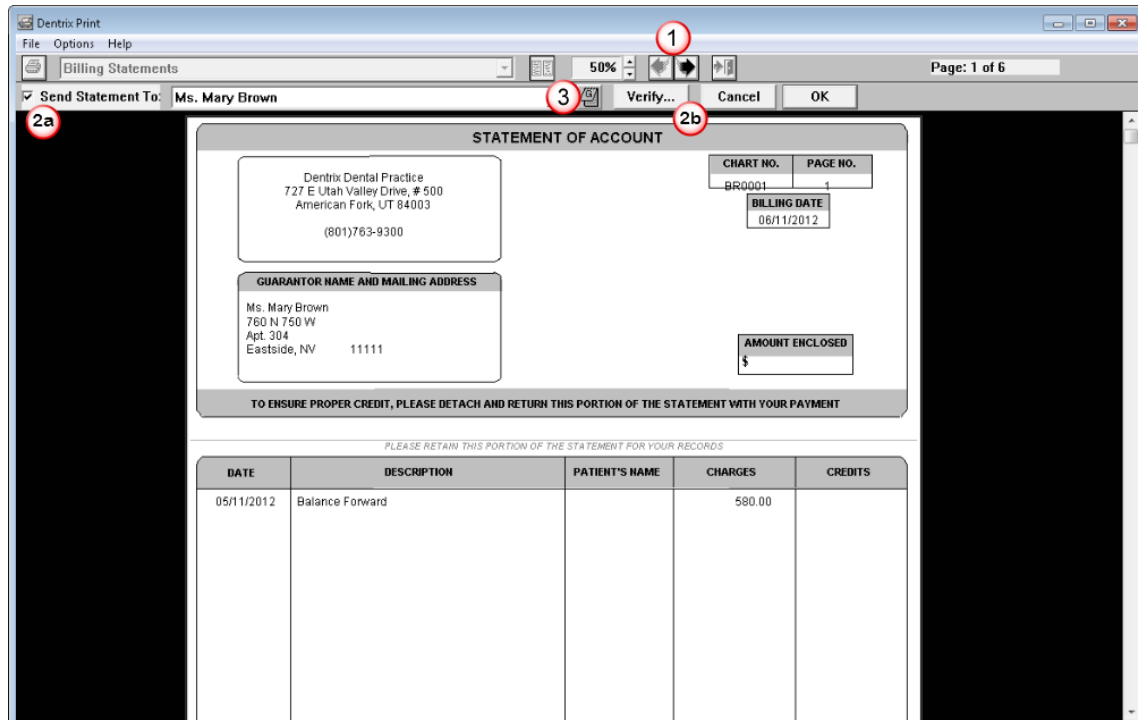 Dentrix Print
File Options Help
1
Billing Statements 50% Page: 1 of 6
Send Statement To: Ms. Mary Brown 3 Verify... Cancel OK
2a 2b
STATEMENT OF ACCOUNT
Dentrix Dental Practice
727 E Utah Valley Drive, # 500
American Fork, UT 84003
(801)763-9300
CHART NO. PAGE NO.
BR0001 1
BILLING DATE
06/11/2012
GUARANTOR NAME AND MAILING ADDRESS
Ms. Mary Brown
760 N 750 W
Apt. 304
Eastside, NV 11111
AMOUNT ENCLOSED
$
TO ENSURE PROPER CREDIT, PLEASE DETACH AND RETURN THIS PORTION OF THE STATEMENT WITH YOUR PAYMENT
PLEASE RETAIN THIS PORTION OF THE STATEMENT FOR YOUR RECORDS
DATE DESCRIPTION PATIENT'S NAME CHARGES CREDITS
05/11/2012 Balance Forward 580.00